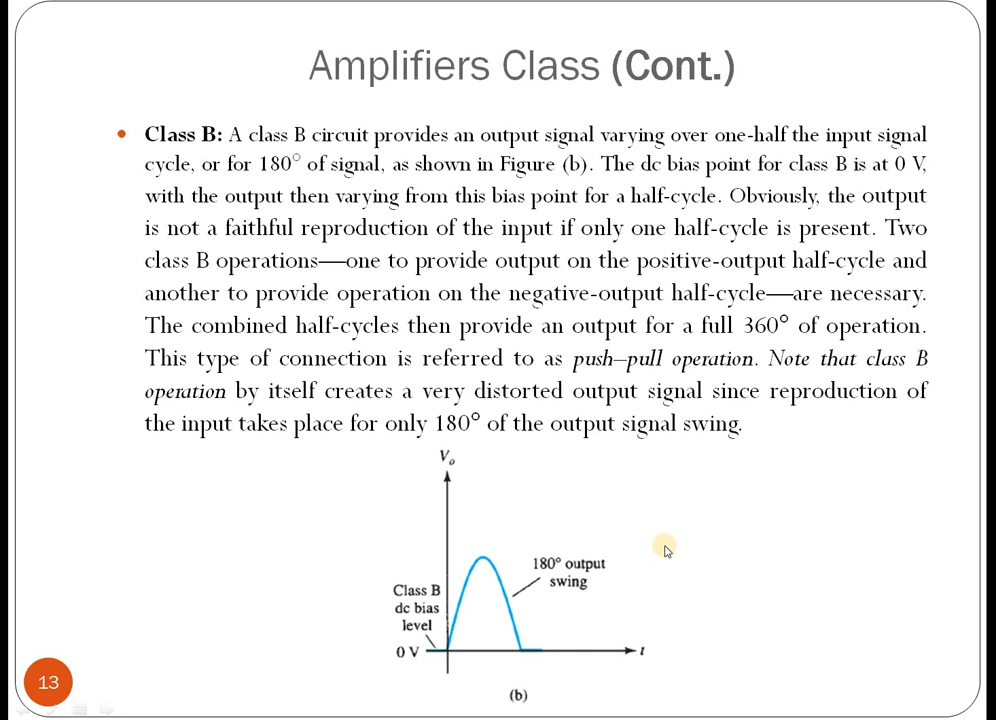 Amplifiers Class (Cont.)
• Class B: A class B circuit provides an output signal varying over one-half the input signal
cycle, or for 180° of signal, as shown in Figure (b). The dc bias point for class B is at 0 V,
with the output then varying from this bias point for a half-cycle. Obviously, the output
is not a faithful reproduction of the input if only one half-cycle is present. Two
class B operations—one to provide output on the positive-output half-cycle and
another to provide operation on the negative-output half-cycle—are necessary.
The combined half-cycles then provide an output for a full 360° of operation.
This type of connection is referred to as push–pull operation. Note that class B
operation by itself creates a very distorted output signal since reproduction of
the input takes place for only 180° of the output signal swing.
Vo
180° output
swing
Class B
dc bias
level
0 V
t
(b)
13